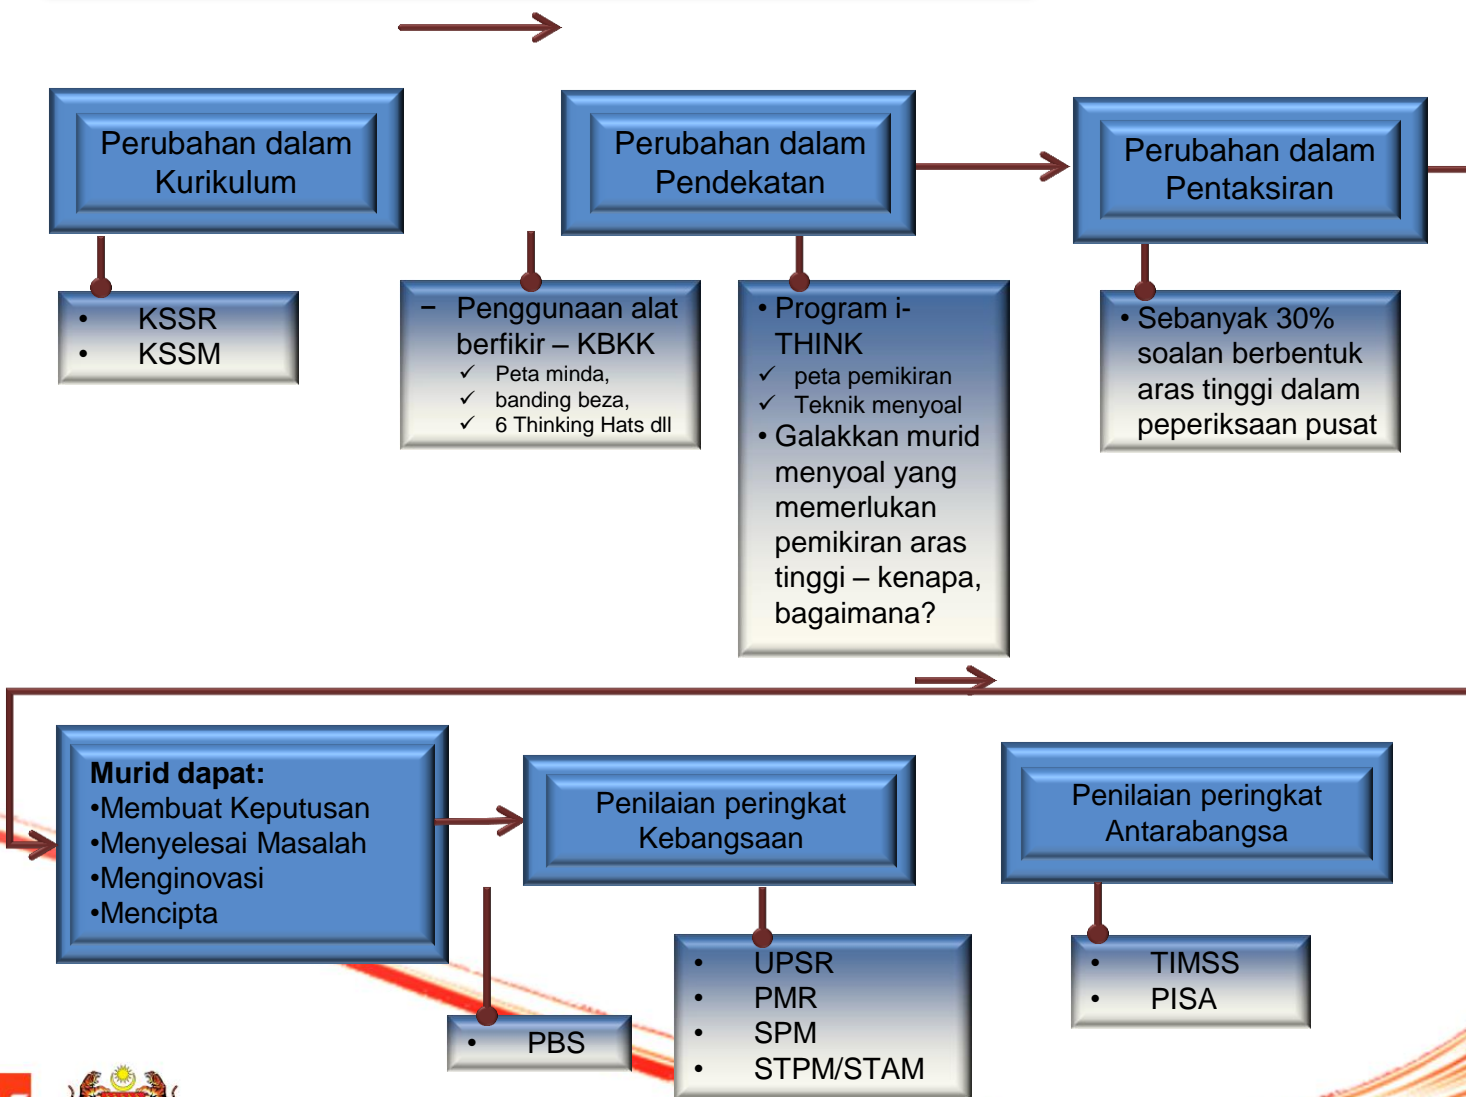 Perubahan dalam
Kurikulum
• KSSR
• KSSM
Perubahan dalam
Pendekatan
– Penggunaan alat
berfikir – KBKK
✓ Peta minda,
✓ banding beza,
✓ 6 Thinking Hats dll
• Program i-
THINK
✓ peta pemikiran
✓ Teknik menyoal
• Galakkan murid
menyoal yang
memerlukan
pemikiran aras
tinggi – kenapa,
bagaimana?
Perubahan dalam
Pentaksiran
• Sebanyak 30%
soalan berbentuk
aras tinggi dalam
peperiksaan pusat
Murid dapat:
•Membuat Keputusan
•Menyelesai Masalah
•Menginovasi
•Mencipta
Penilaian peringkat
Kebangsaan
• PBS
• UPSR
• PMR
• SPM
• STPM/STAM
Penilaian peringkat
Antarabangsa
• TIMSS
• PISA